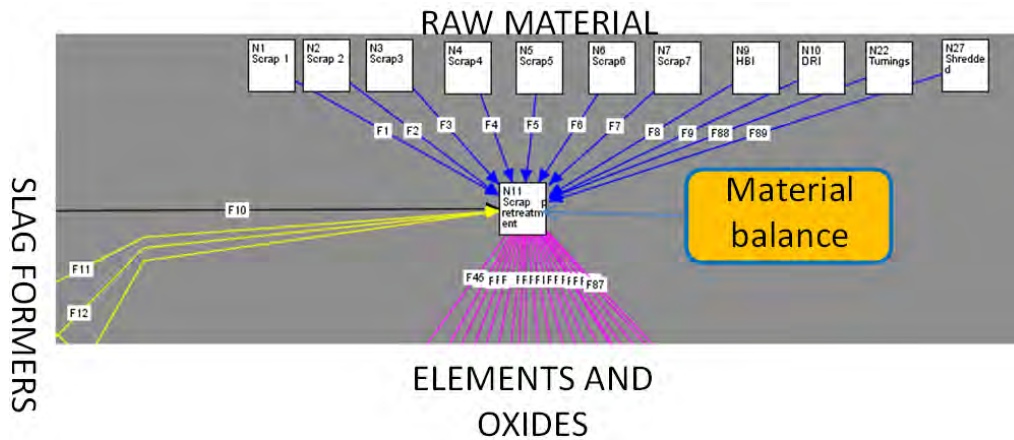 RAW MATERIAL
N1
Scrap 1
N2
Scrap 2
N3
Scrap3
N4
Scrap4
N5
Scrap5
N6
Scrap6
N7
Scrap7
N9
HBI
N10
DRI
N22
Turnings
N27
Shredde
d
F1
F2
F3
F4
F5
F6
F7
F8
F9
F88
F89
N11
Scrap p
retreatm
ent
Material
balance
F10
F11
F12
F45
F87
SLAG FORMERS
ELEMENTS AND
OXIDES